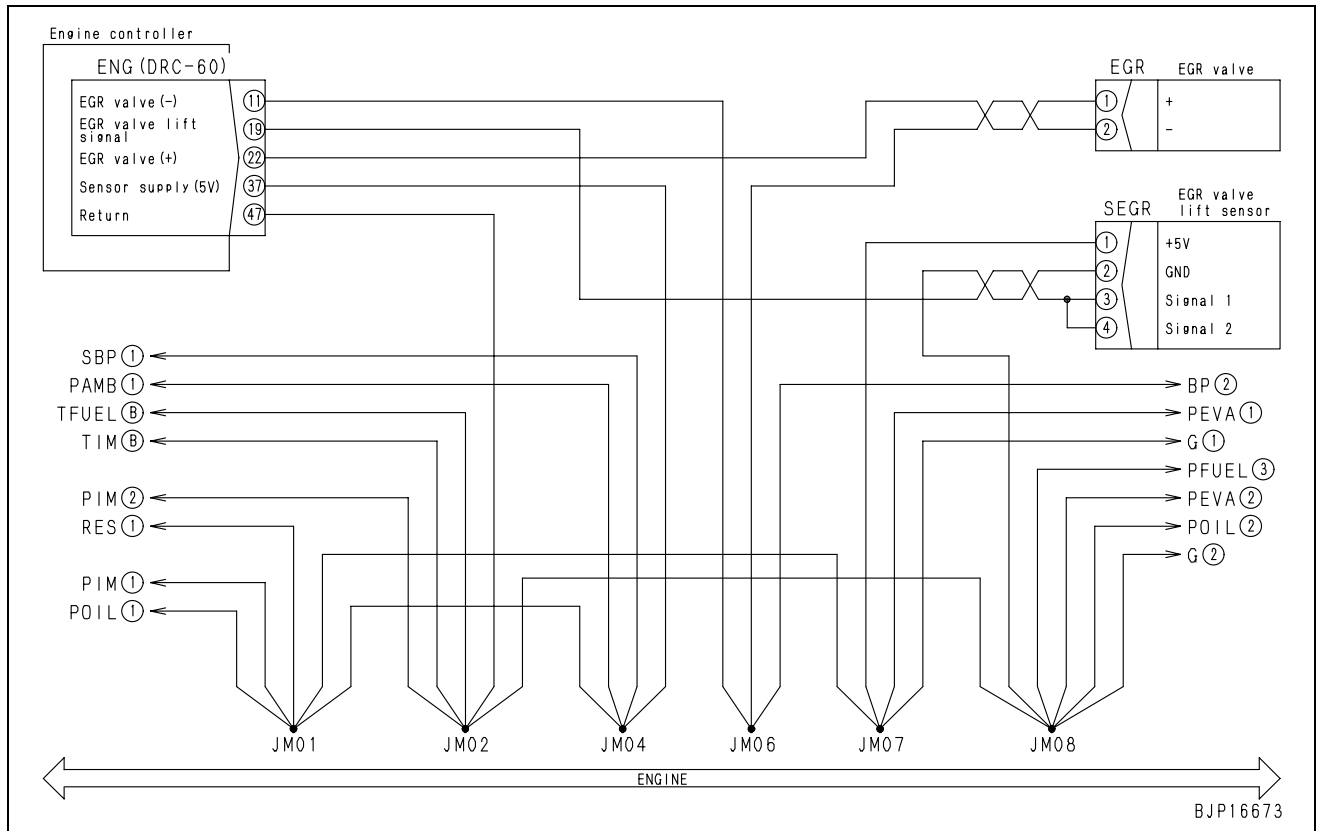 Engine controller
ENG(DRC-60)
EGR valve(-) 11
EGR valve lift signal 19
EGR valve(+) 22
Sensor supply(5V) 37
Return 47
EGR EGR valve
1 +
2 -
SEGR EGR valve lift sensor
1 +5V
2 GND
3 Signal 1
4 Signal 2
SBP 1
PAMB 1
TFUEL B
TIM B
PIM 2
RES 1
PIM 1
POIL 1
BP 2
PEVA 1
G 1
PFUEL 3
PEVA 2
POIL 2
G 2
JM01 JM02 JM04 JM06 JM07 JM08
ENGINE
BJP16673